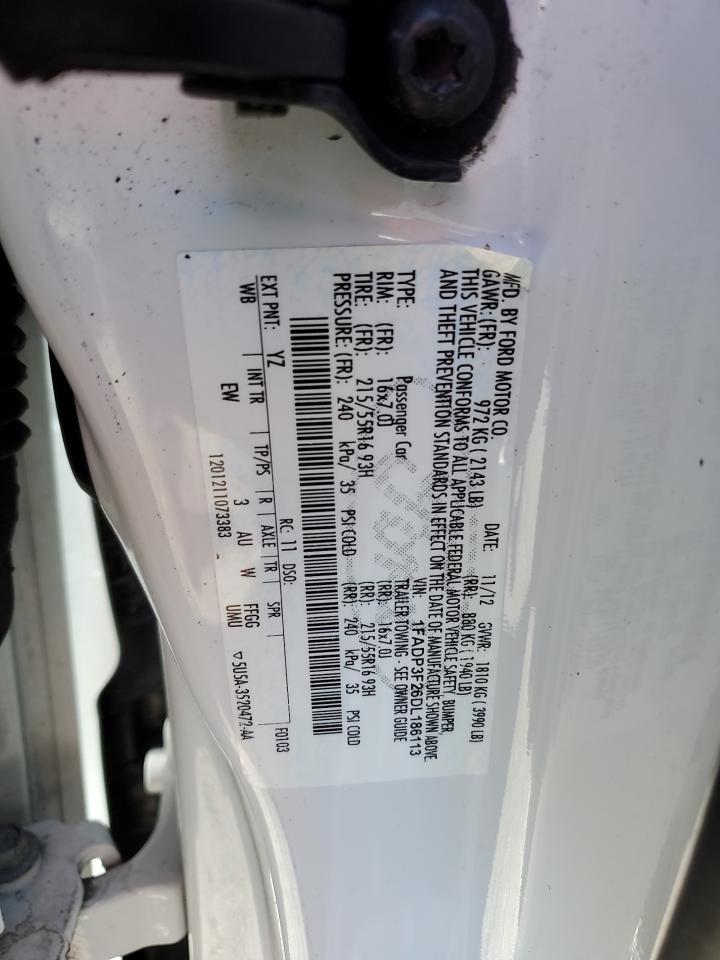 MFD. BY FORD MOTOR CO.
DATE: 11/12 GVWR: 1810 KG (3990 LB)
GAWR: (FR): 972 KG (2143 LB) (RR): 880 KG (1940 LB)
THIS VEHICLE CONFORMS TO ALL APPLICABLE FEDERAL MOTOR VEHICLE SAFETY, BUMPER,
AND THEFT PREVENTION STANDARDS IN EFFECT ON THE DATE OF MANUFACTURE SHOWN ABOVE
VIN: 1FADP3F26DL186113
TYPE: Passenger Car TRAILER TOWING - SEE OWNER GUIDE
RIM: (FR): 16x7.0J (RR): 16x7.0J
TIRE: (FR): 215/55R16 93H (RR): 215/55R16 93H
PRESSURE: (FR): 240 kPa/ 35 PSI COLD (RR): 240 kPa/ 35 PSI COLD
F0103
EXT PNT: YZ RC: 11 DSO:
WB INT TR TP/PS R AXLE TR SPR
EW 3 AU W FFGG
UMU
1201211073383 ▽5U5A-3520472-AA